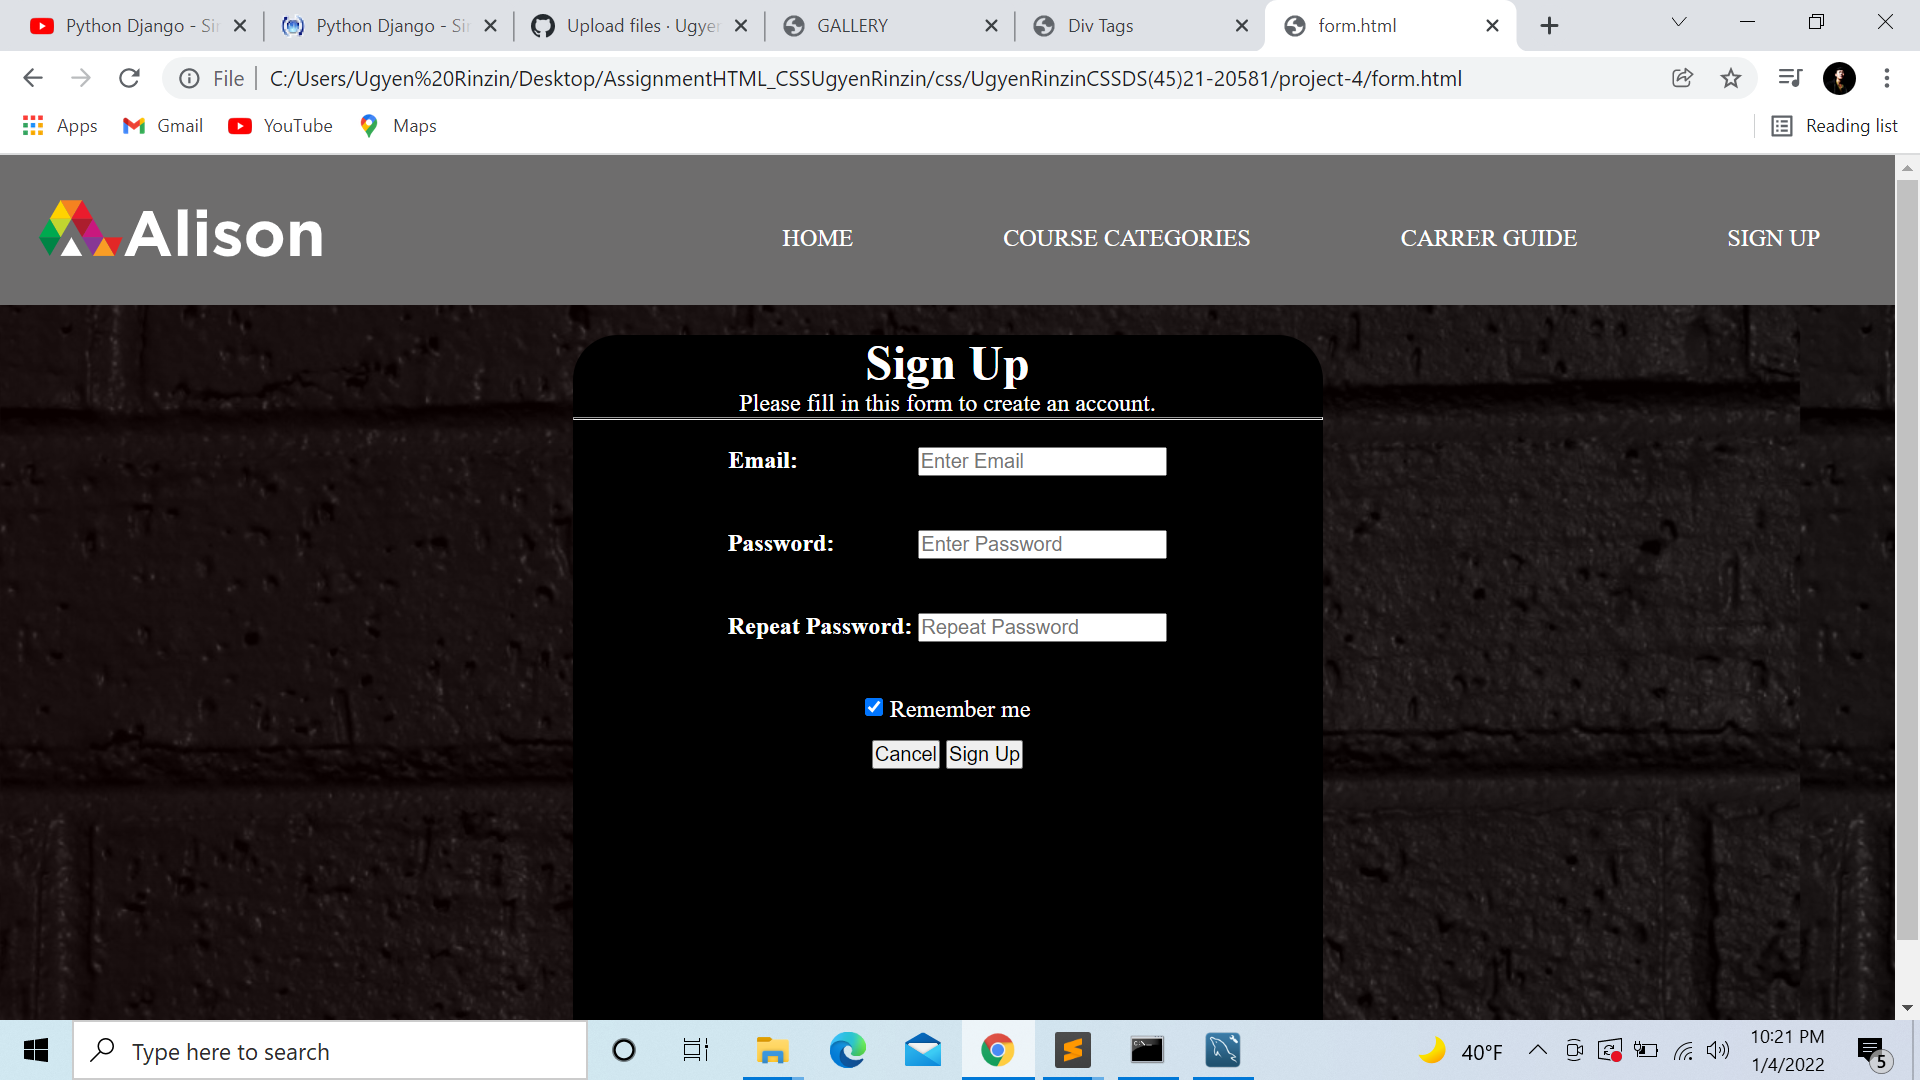 Python Django - Si
Python Django - Si
Upload files · Ugye
GALLERY
Div Tags
form.html
File
C:/Users/Ugyen%20Rinzin/Desktop/AssignmentHTML_CSSUgyenRinzin/css/UgyenRinzinCSSDS(45)21-20581/project-4/form.html
Apps
Gmail
YouTube
Maps
Reading list
Alison
HOME
COURSE CATEGORIES
CARRER GUIDE
SIGN UP
Sign Up
Please fill in this form to create an account.
Email:
Enter Email
Password:
Enter Password
Repeat Password:
Repeat Password
Remember me
Cancel
Sign Up
Type here to search
40°F
10:21 PM
1/4/2022
5